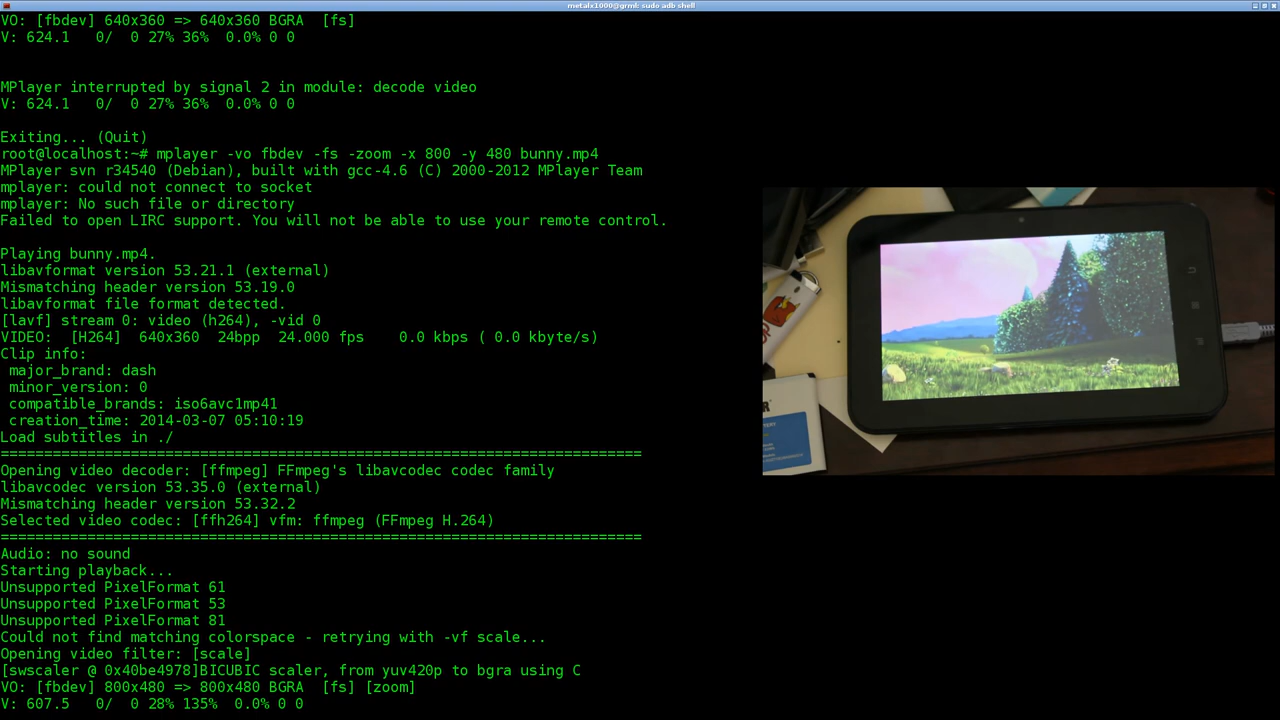 metalx1000@grml: sudo adb shell
VO: [fbdev] 640x360 => 640x360 BGRA  [fs]
V: 624.1   0/  0 27% 36%  0.0% 0 0
MPlayer interrupted by signal 2 in module: decode video
V: 624.1   0/  0 27% 36%  0.0% 0 0
Exiting... (Quit)
root@localhost:~# mplayer -vo fbdev -fs -zoom -x 800 -y 480 bunny.mp4
MPlayer svn r34540 (Debian), built with gcc-4.6 (C) 2000-2012 MPlayer Team
mplayer: could not connect to socket
mplayer: No such file or directory
Failed to open LIRC support. You will not be able to use your remote control.
Playing bunny.mp4.
libavformat version 53.21.1 (external)
Mismatching header version 53.19.0
libavformat file format detected.
[lavf] stream 0: video (h264), -vid 0
VIDEO:  [H264]  640x360  24bpp  24.000 fps    0.0 kbps ( 0.0 kbyte/s)
Clip info:
 major_brand: dash
 minor_version: 0
 compatible_brands: iso6avc1mp41
 creation_time: 2014-03-07 05:10:19
Load subtitles in ./
==========================================================================
Opening video decoder: [ffmpeg] FFmpeg's libavcodec codec family
libavcodec version 53.35.0 (external)
Mismatching header version 53.32.2
Selected video codec: [ffh264] vfm: ffmpeg (FFmpeg H.264)
==========================================================================
Audio: no sound
Starting playback...
Unsupported PixelFormat 61
Unsupported PixelFormat 53
Unsupported PixelFormat 81
Could not find matching colorspace - retrying with -vf scale...
Opening video filter: [scale]
[swscaler @ 0x40be4978]BICUBIC scaler, from yuv420p to bgra using C
VO: [fbdev] 800x480 => 800x480 BGRA  [fs] [zoom]
V: 607.5   0/  0 28% 135%  0.0% 0 0